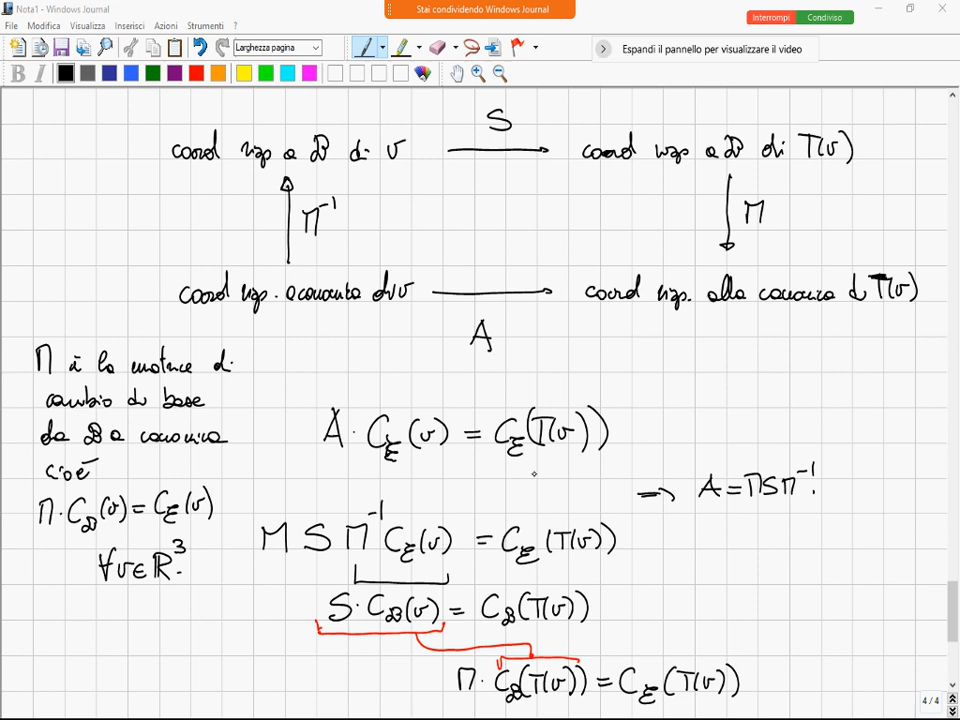 Nota1 - Windows Journal
Stai condividendo Windows Journal
Interrompi Condiviso
File Modifica Visualizza Inserisci Azioni Strumenti ?
Larghezza pagina
Espandi il pannello per visualizzare il video
B I
S
coord risp a B di v → coord risp a B di T(v)
M⁻¹ M
coord risp. a canonica di v → coord risp. alla canonica di T(v)
A
M è la matrice di
cambio di base
da B a canonica
cioè
M · C_B(v) = C_E(v)
∀v∈ℝ³.
A · C_E(v) = C_E(T(v))
⇒ A = MSM⁻¹!
M S M⁻¹ C_E(v) = C_E(T(v))
S · C_B(v) = C_B(T(v))
M · C_B(T(v)) = C_E(T(v))
4 / 4